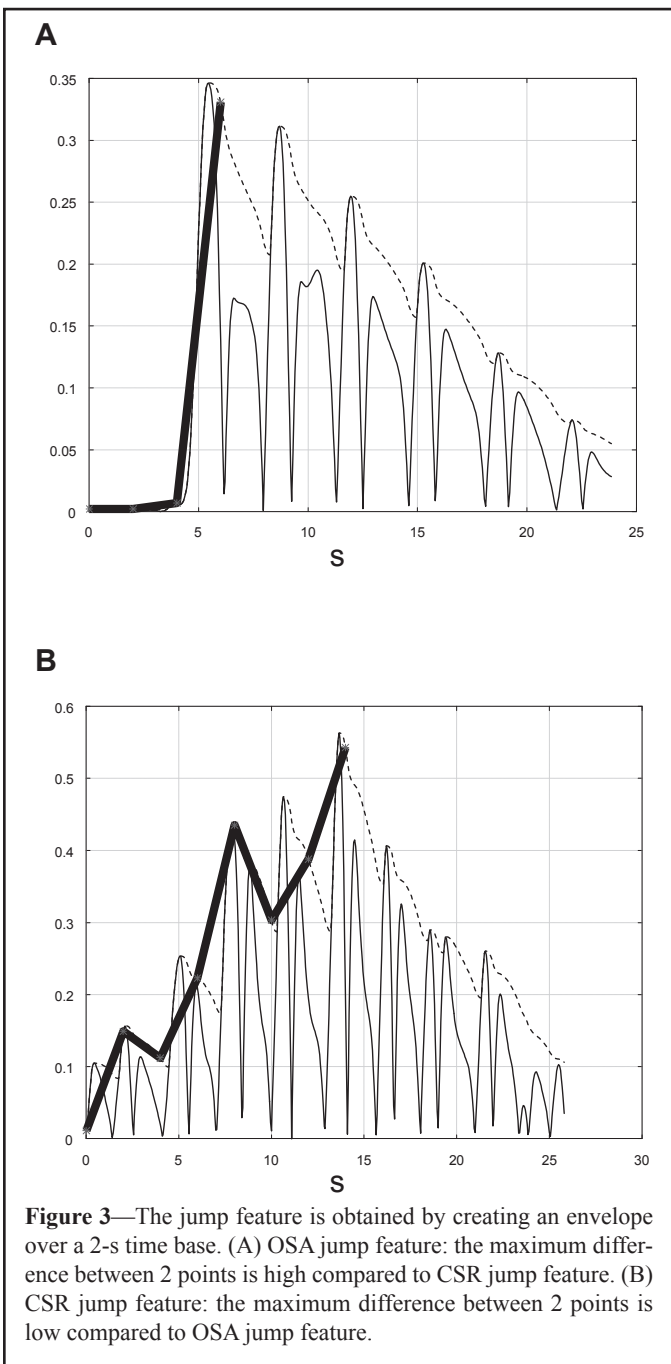 A
0.35
0.3
0.25
0.2
0.15
0.1
0.05
0
0 5 10 15 20 25
S
B
0.6
0.5
0.4
0.3
0.2
0.1
0
0 5 10 15 20 25 30
S
Figure 3—The jump feature is obtained by creating an envelope
over a 2-s time base. (A) OSA jump feature: the maximum differ-
ence between 2 points is high compared to CSR jump feature. (B)
CSR jump feature: the maximum difference between 2 points is
low compared to OSA jump feature.